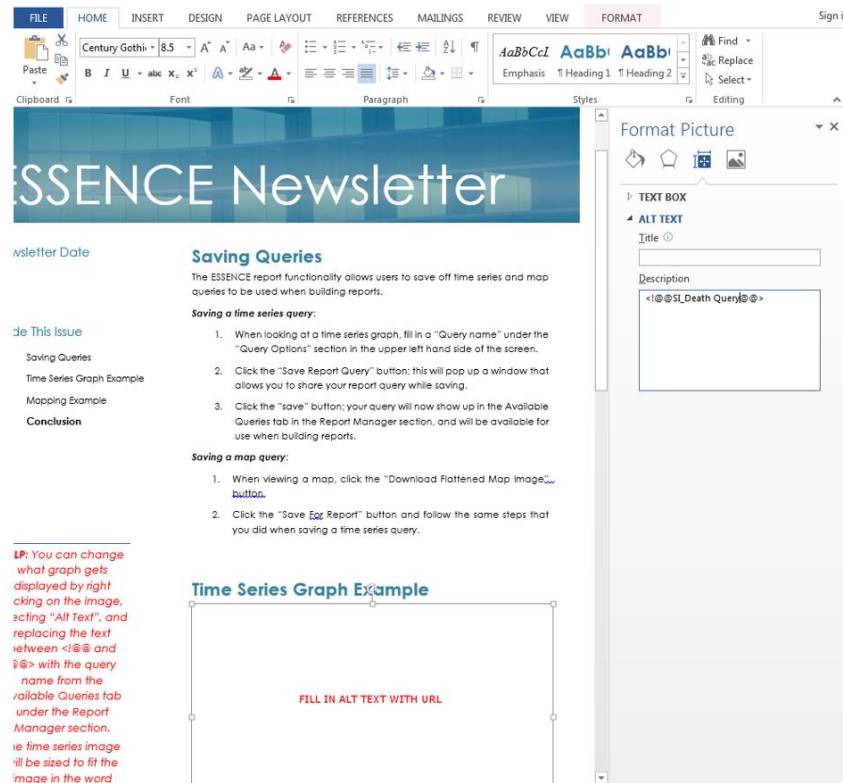 FILE HOME INSERT DESIGN PAGE LAYOUT REFERENCES MAILINGS REVIEW VIEW FORMAT Sign i
Century Gothi 8.5 A A Aa
Paste
B I U abc X₂ X² A aby A
AaBbCcI AaBb( AaBb(
Emphasis ¶ Heading 1 ¶ Heading 2
Find
Replace
Select
Clipboard Font Paragraph Styles Editing
ESSENCE Newsletter
wsletter Date
de This Issue
Saving Queries
Time Series Graph Example
Mapping Example
Conclusion
LP: You can change
what graph gets
displayed by right
cking on the image,
ecting "Alt Text", and
replacing the text
etween <!@@ and
@@> with the query
name from the
vailable Queries tab
under the Report
Manager section.
e time series image
ill be sized to fit the
image in the word
Saving Queries
The ESSENCE report functionality allows users to save off time series and map
queries to be used when building reports.
Saving a time series query:
1. When looking at a time series graph, fill in a "Query name" under the
"Query Options" section in the upper left hand side of the screen.
2. Click the "Save Report Query" button; this will pop up a window that
allows you to share your report query while saving.
3. Click the "save" button; your query will now show up in the Available
Queries tab in the Report Manager section, and will be available for
use when building reports.
Saving a map query:
1. When viewing a map, click the "Download Flattened Map Image"
button.
2. Click the "Save For Report" button and follow the same steps that
you did when saving a time series query.
Time Series Graph Example
FILL IN ALT TEXT WITH URL
Format Picture
TEXT BOX
ALT TEXT
Title
Description
<!@@SI_Death Query@@>